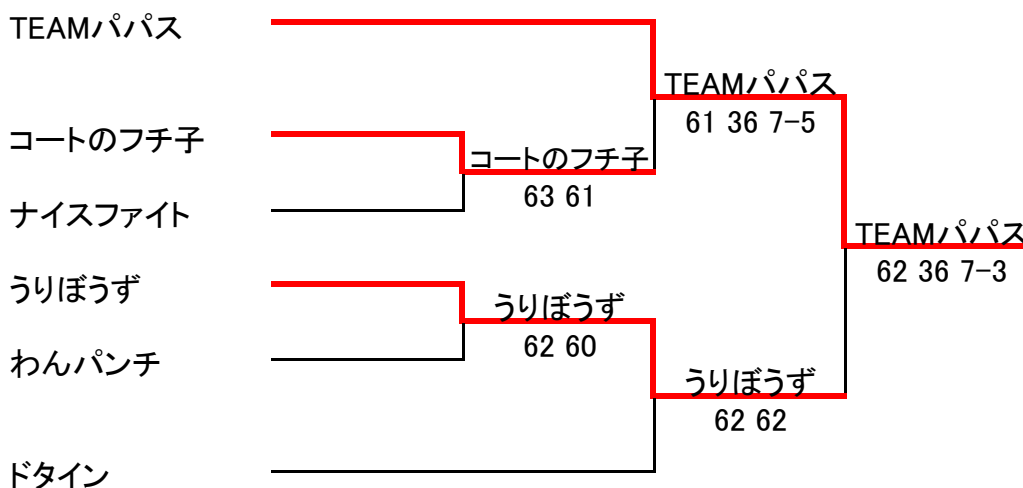 TEAMパパス
TEAMパパス
61 36 7-5
コートのフチ子
コートのフチ子
63 61
ナイスファイト
TEAMパパス
62 36 7-3
うりぼうず
うりぼうず
62 60
わんパンチ
うりぼうず
62 62
ドタイン